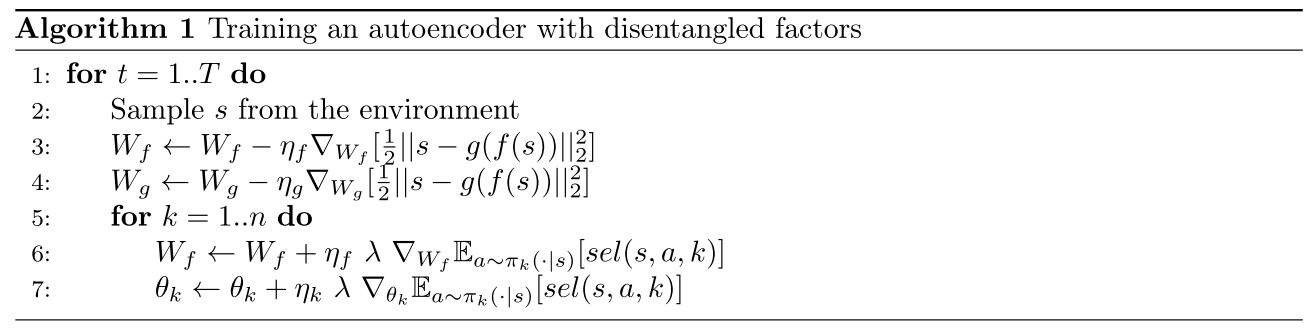 Algorithm 1 Training an autoencoder with disentangled factors
1: for t = 1..T do
2: Sample s from the environment
3: W_f ← W_f − η_f ∇_{W_f} [½||s − g(f(s))||₂²]
4: W_g ← W_g − η_g ∇_{W_g} [½||s − g(f(s))||₂²]
5: for k = 1..n do
6: W_f ← W_f + η_f λ ∇_{W_f} 𝔼_{a∼π_k(·|s)} [sel(s, a, k)]
7: θ_k ← θ_k + η_k λ ∇_{θ_k} 𝔼_{a∼π_k(·|s)} [sel(s, a, k)]